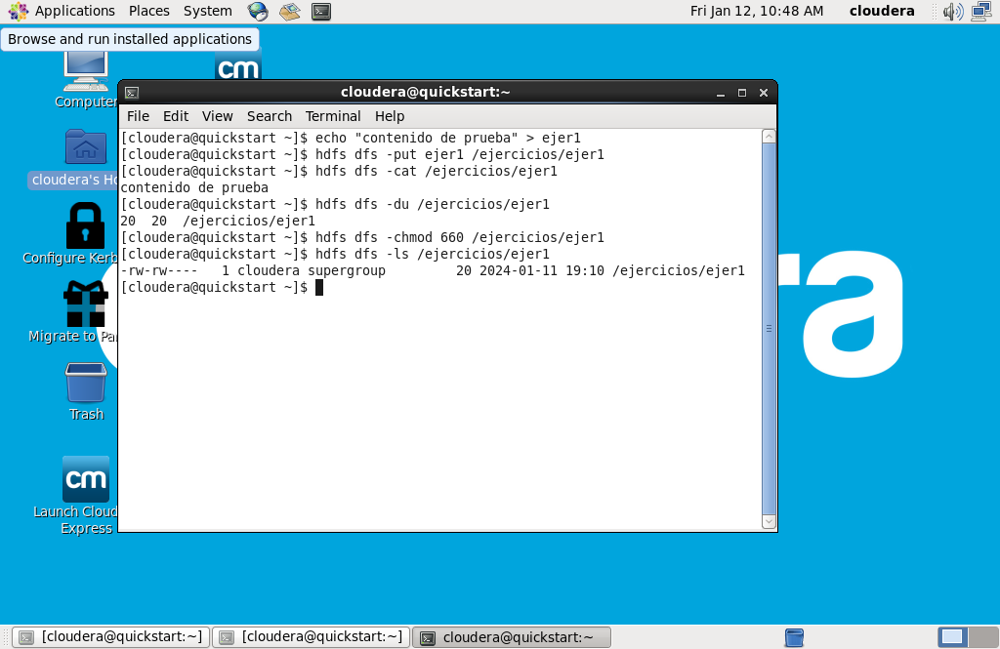 Applications Places System Fri Jan 12, 10:48 AM cloudera
Browse and run installed applications
cm
Computer
cloudera's Ho
Configure Kerb
Migrate to Pa
Trash
cm
Launch Cloud
Express
cloudera@quickstart:~
File Edit View Search Terminal Help
[cloudera@quickstart ~]$ echo "contenido de prueba" > ejer1
[cloudera@quickstart ~]$ hdfs dfs -put ejer1 /ejercicios/ejer1
[cloudera@quickstart ~]$ hdfs dfs -cat /ejercicios/ejer1
contenido de prueba
[cloudera@quickstart ~]$ hdfs dfs -du /ejercicios/ejer1
20  20  /ejercicios/ejer1
[cloudera@quickstart ~]$ hdfs dfs -chmod 660 /ejercicios/ejer1
[cloudera@quickstart ~]$ hdfs dfs -ls /ejercicios/ejer1
-rw-rw----   1 cloudera supergroup         20 2024-01-11 19:10 /ejercicios/ejer1
[cloudera@quickstart ~]$
ra
[cloudera@quickstart:~] [cloudera@quickstart:~] cloudera@quickstart:~